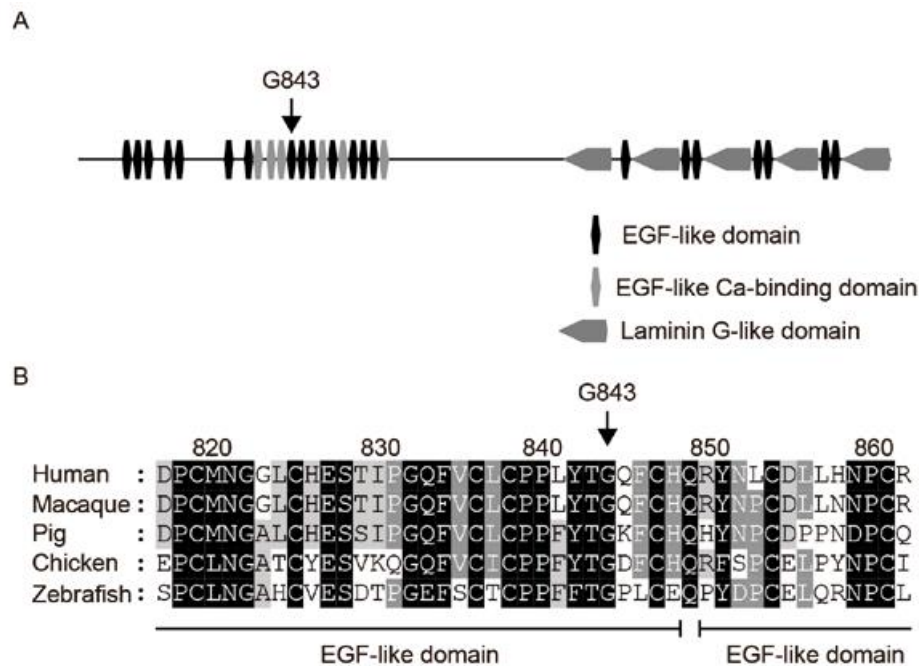 A
G843
EGF-like domain
EGF-like Ca-binding domain
Laminin G-like domain
B
G843
820 830 840 850 860
Human : DPCMNGGLCHESTIPGQFVCLCPPLYTGQFCHQRYNLCDLLHNPCR
Macaque : DPCMNGGLCHESTIPGQFVCLCPPLYTGQFCHQRYNPCDLLNNPCR
Pig : DPCMNGALCHESSIPGQFVCLCPPFYTGKFCHQHYNPCDPPNDPCQ
Chicken : EPCLNGATCYESVKQGQFVCICPPFYTGDFCHQRFSPCELPYNPCI
Zebrafish : SPCLNGAHCVESDTPGEFSCTCPPFFTGPLCEQPYDPCELQRNPCL
EGF-like domain EGF-like domain